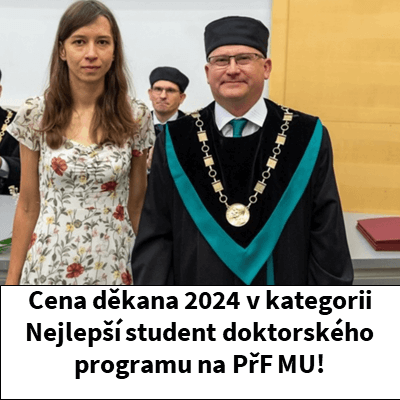 Cena děkana 2024 v kategorii
Nejlepší student doktorského
programu na PřF MU!